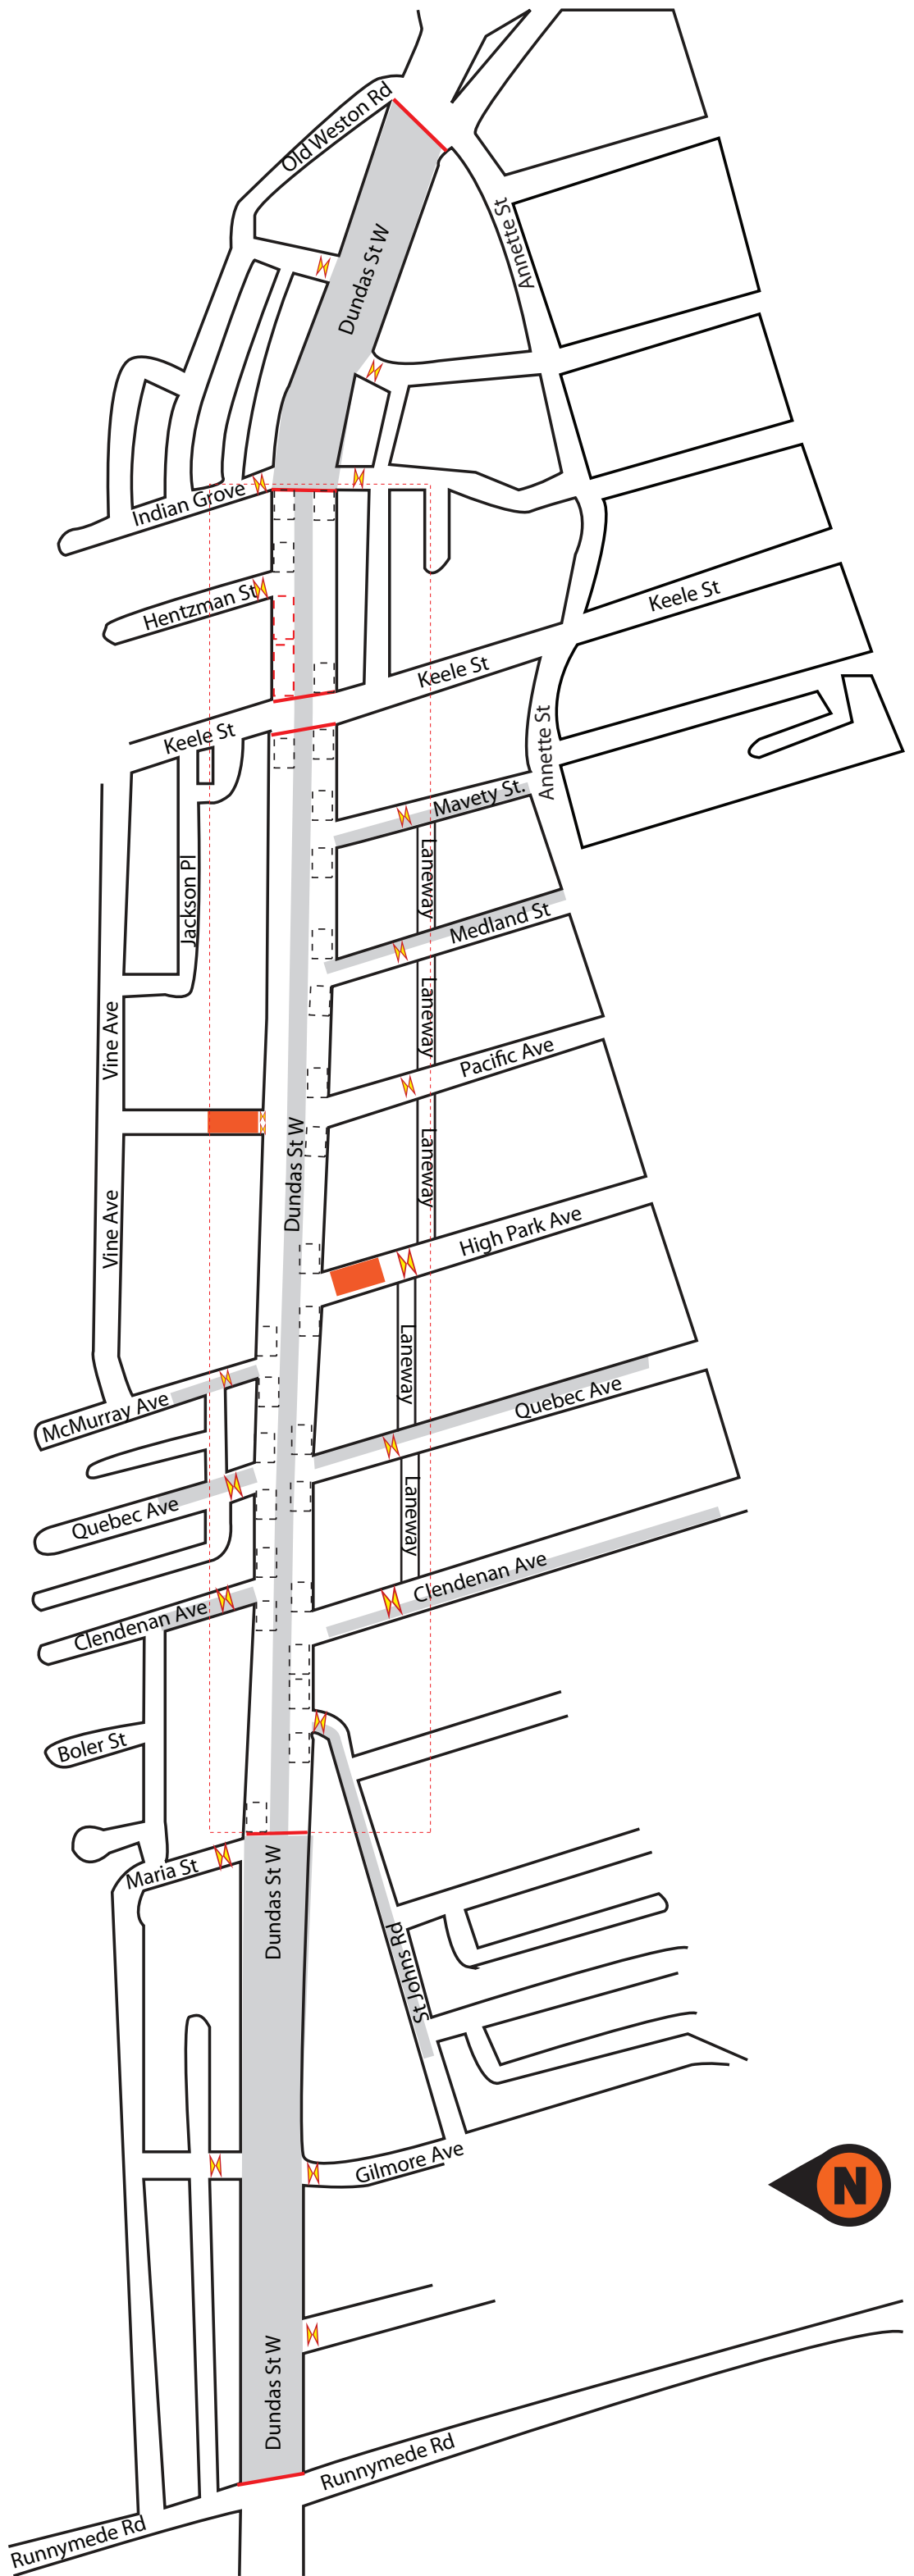 Old Weston Rd
Annette St
Dundas St W
Indian Grove
Hentzman St
Keele St
Keele St
Keele St
Annette St
Mavety St.
Laneway
Jackson Pl
Medland St
Laneway
Vine Ave
Pacific Ave
Laneway
Dundas St W
Vine Ave
High Park Ave
Laneway
McMurray Ave
Quebec Ave
Quebec Ave
Laneway
Clendenan Ave
Clendenan Ave
Boler St
Maria St
Dundas St W
St Johns Rd
Gilmore Ave
N
Dundas St W
Runnymede Rd
Runnymede Rd